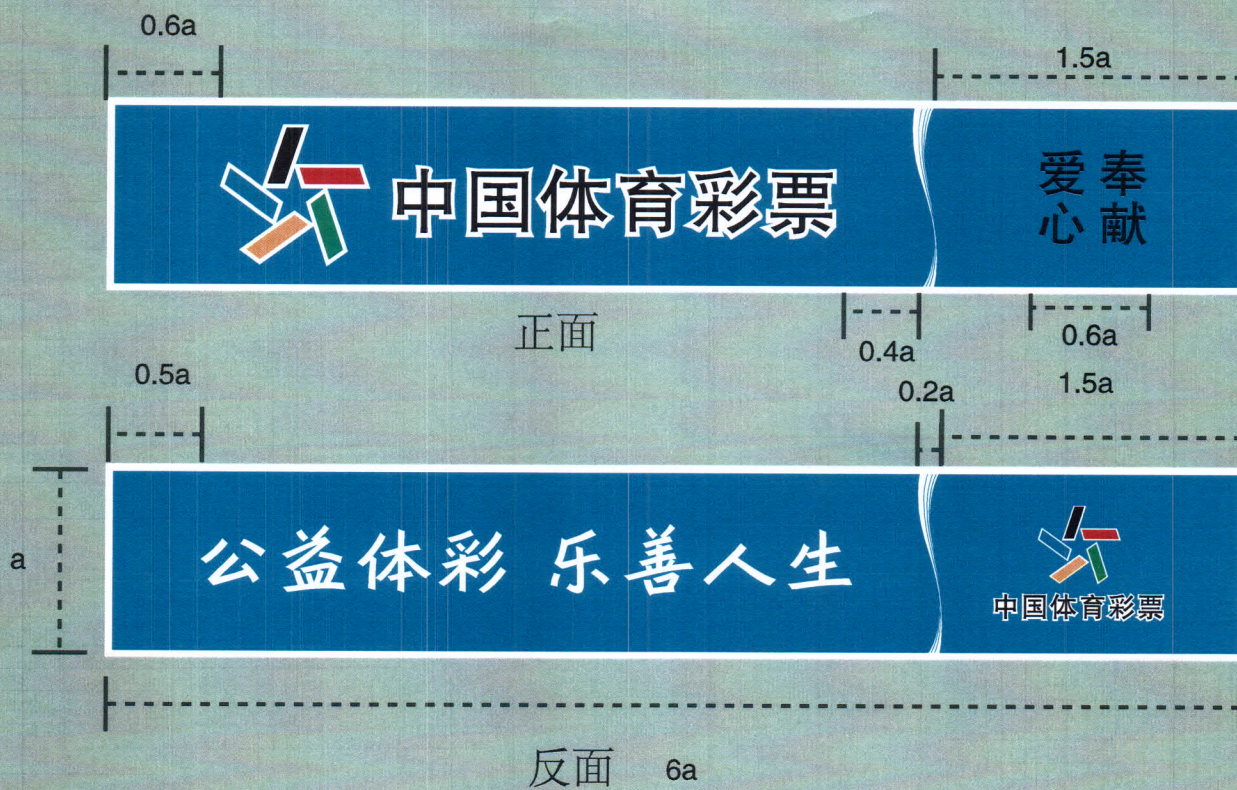 0.6a
1.5a
中国体育彩票
爱奉
心献
正面
0.4a
0.6a
0.5a
0.2a
1.5a
a
公益体彩 乐善人生
中国体育彩票
反面 6a